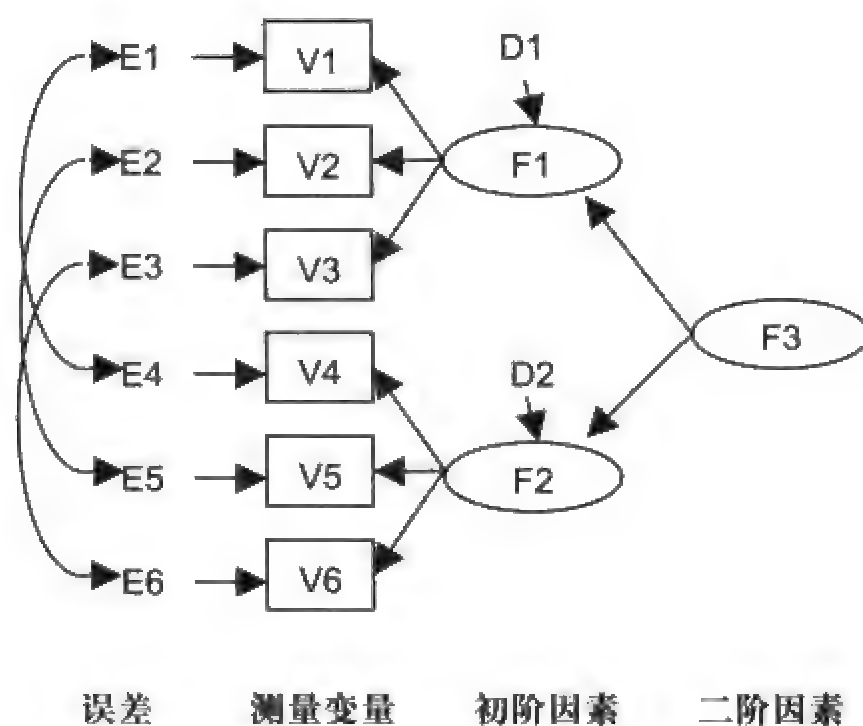 E1 V1 D1
E2 V2 F1
E3 V3
F3
E4 V4 D2
E5 V5 F2
E6 V6
误差 测量变量 初阶因素 二阶因素